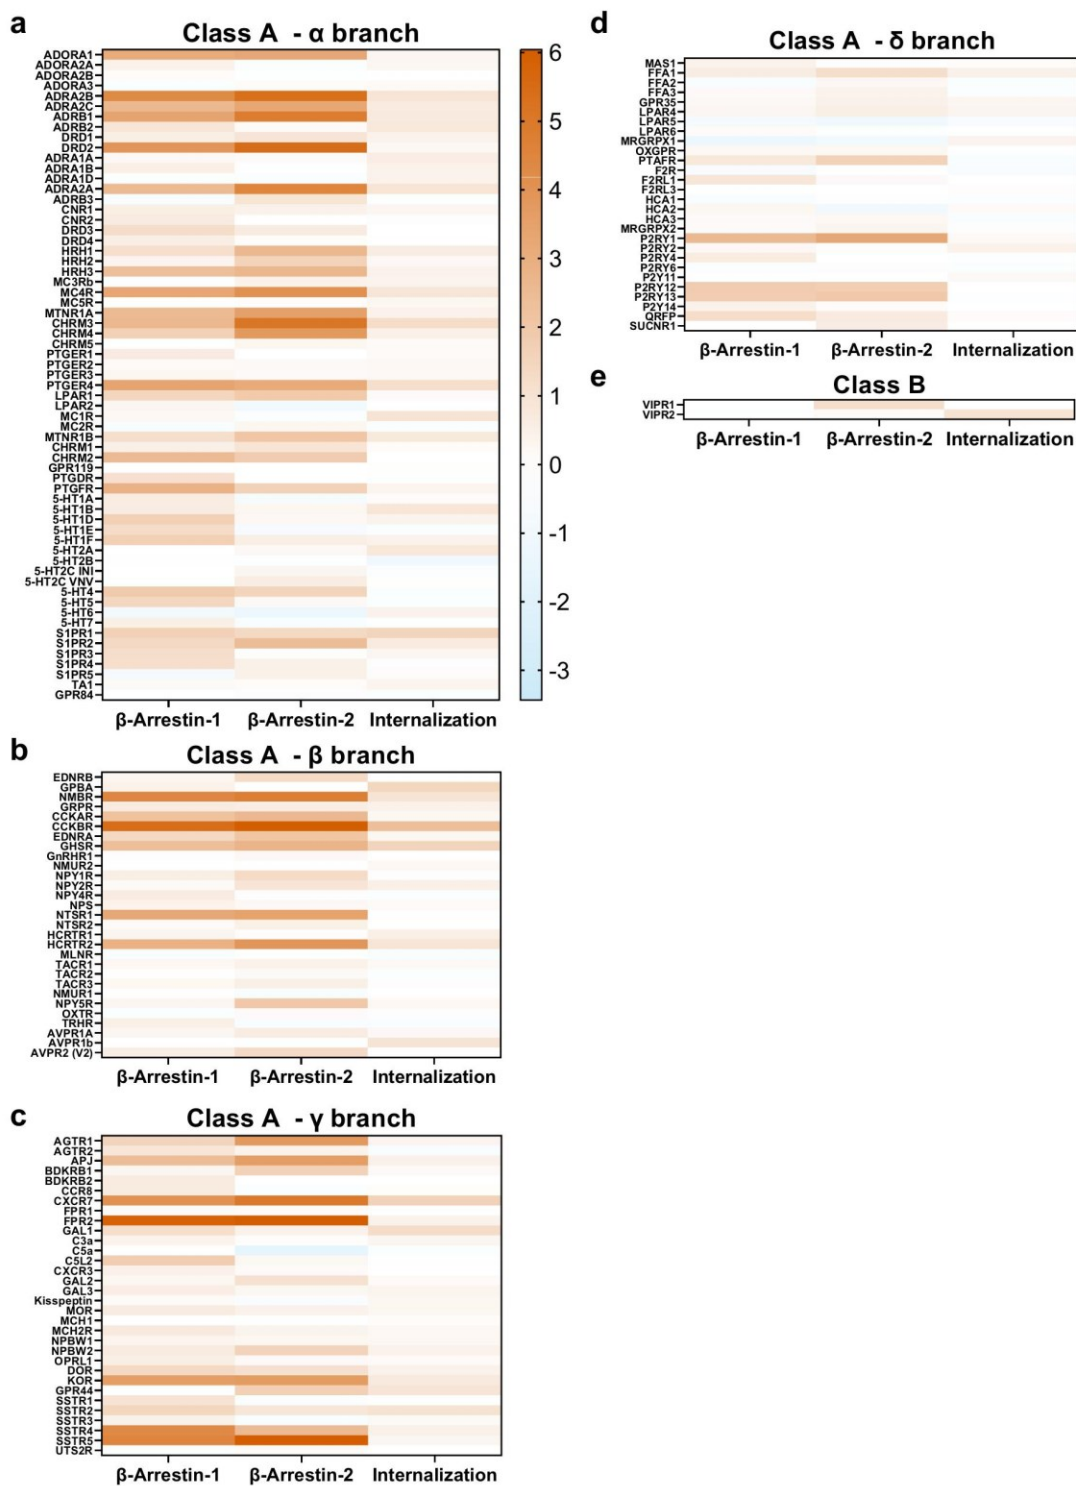 a
Class A - α branch
ADORA1
ADORA2A
ADORA2B
ADORA3
ADRA2B
ADRA2C
ADRB1
ADRB2
DRD1
DRD2
ADRA1A
ADRA1B
ADRA1D
ADRA2A
ADRB3
CNR1
CNR2
DRD3
DRD4
HRH1
HRH2
HRH3
MC3Rb
MC4R
MC5R
MTNR1A
CHRM3
CHRM4
CHRM5
PTGER1
PTGER2
PTGER3
PTGER4
LPAR1
LPAR2
MC1R
MC2R
MTNR1B
CHRM1
CHRM2
GPR119
PTGDR
PTGFR
5-HT1A
5-HT1B
5-HT1D
5-HT1E
5-HT1F
5-HT2A
5-HT2B
5-HT2C INI
5-HT2C VNV
5-HT4
5-HT5
5-HT6
5-HT7
S1PR1
S1PR2
S1PR3
S1PR4
S1PR5
TA1
GPR84
β-Arrestin-1 β-Arrestin-2 Internalization
6
5
4
3
2
1
0
-1
-2
-3
b
Class A - β branch
EDNRB
GPBA
NMBR
GRPR
CCKAR
CCKBR
EDNRA
GHSR
GnRHR1
NMUR2
NPY1R
NPY2R
NPY4R
NPS
NTSR1
NTSR2
HCRTR1
HCRTR2
MLNR
TACR1
TACR2
TACR3
NMUR1
NPY5R
OXTR
TRHR
AVPR1A
AVPR1b
AVPR2 (V2)
β-Arrestin-1 β-Arrestin-2 Internalization
c
Class A - γ branch
AGTR1
AGTR2
APJ
BDKRB1
BDKRB2
CCR8
CXCR7
FPR1
FPR2
GAL1
C3a
C5a
C5L2
CXCR3
GAL2
GAL3
Kisspeptin
MOR
MCH1
MCH2R
NPBW1
NPBW2
OPRL1
DOR
KOR
GPR44
SSTR1
SSTR2
SSTR3
SSTR4
SSTR5
UTS2R
β-Arrestin-1 β-Arrestin-2 Internalization
d
Class A - δ branch
MAS1
FFA1
FFA2
FFA3
GPR35
LPAR4
LPAR5
LPAR6
MRGRPX1
OXGPR
PTAFR
F2R
F2RL1
F2RL3
HCA1
HCA2
HCA3
MRGRPX2
P2RY1
P2RY2
P2RY4
P2RY6
P2Y11
P2RY12
P2RY13
P2Y14
QRFP
SUCNR1
β-Arrestin-1 β-Arrestin-2 Internalization
e
Class B
VIPR1
VIPR2
β-Arrestin-1 β-Arrestin-2 Internalization